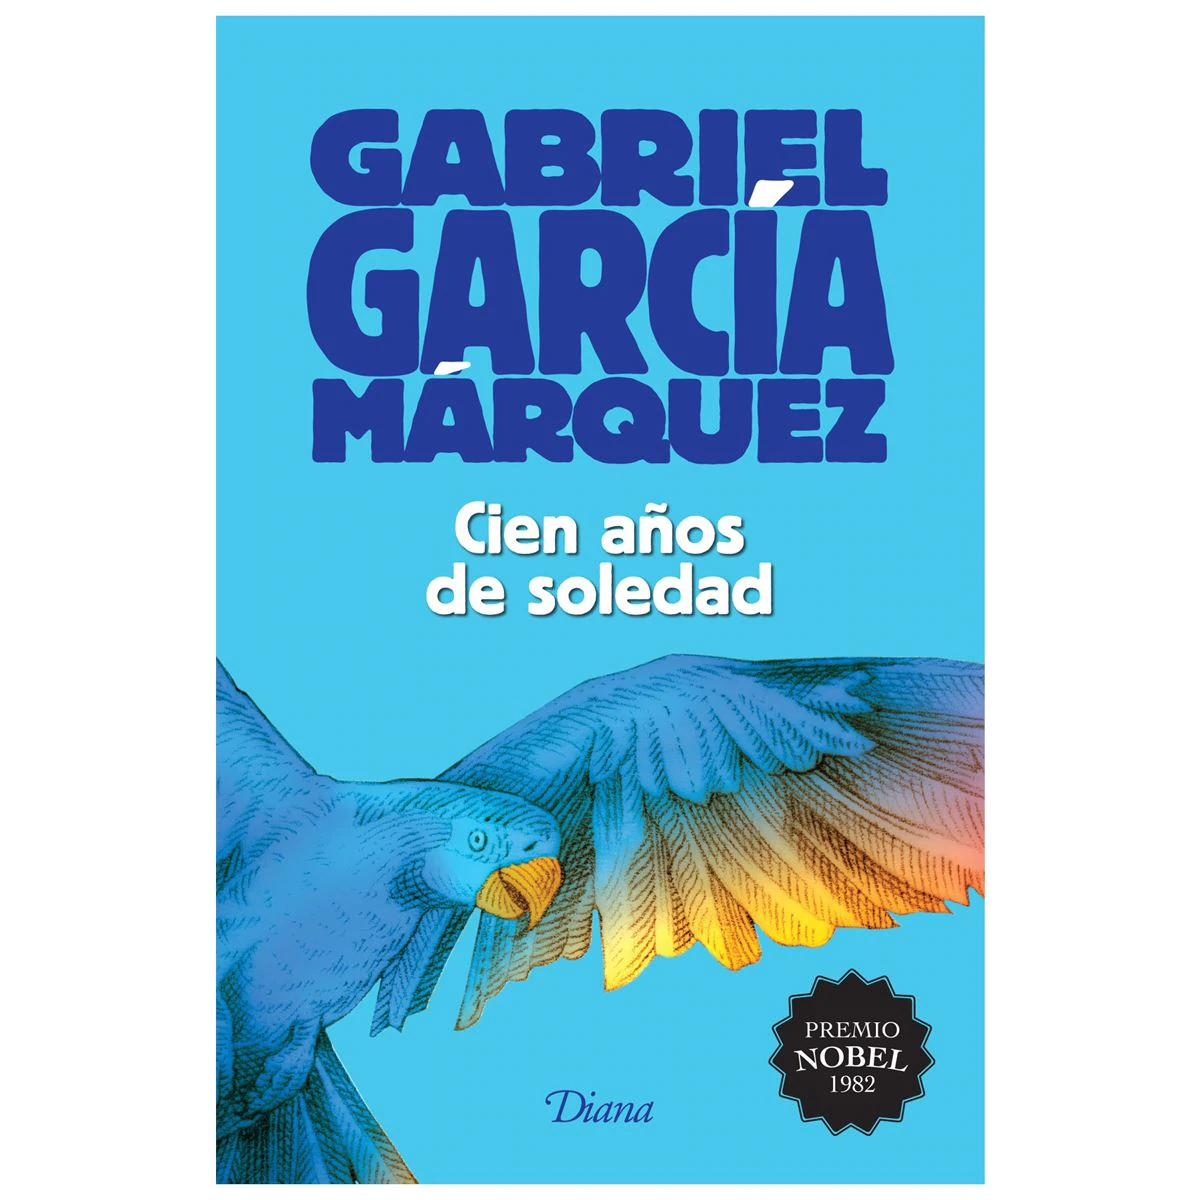 GABRIEL
GARCÍA
MÁRQUEZ
Cien años
de soledad
PREMIO
NOBEL
1982
Diana